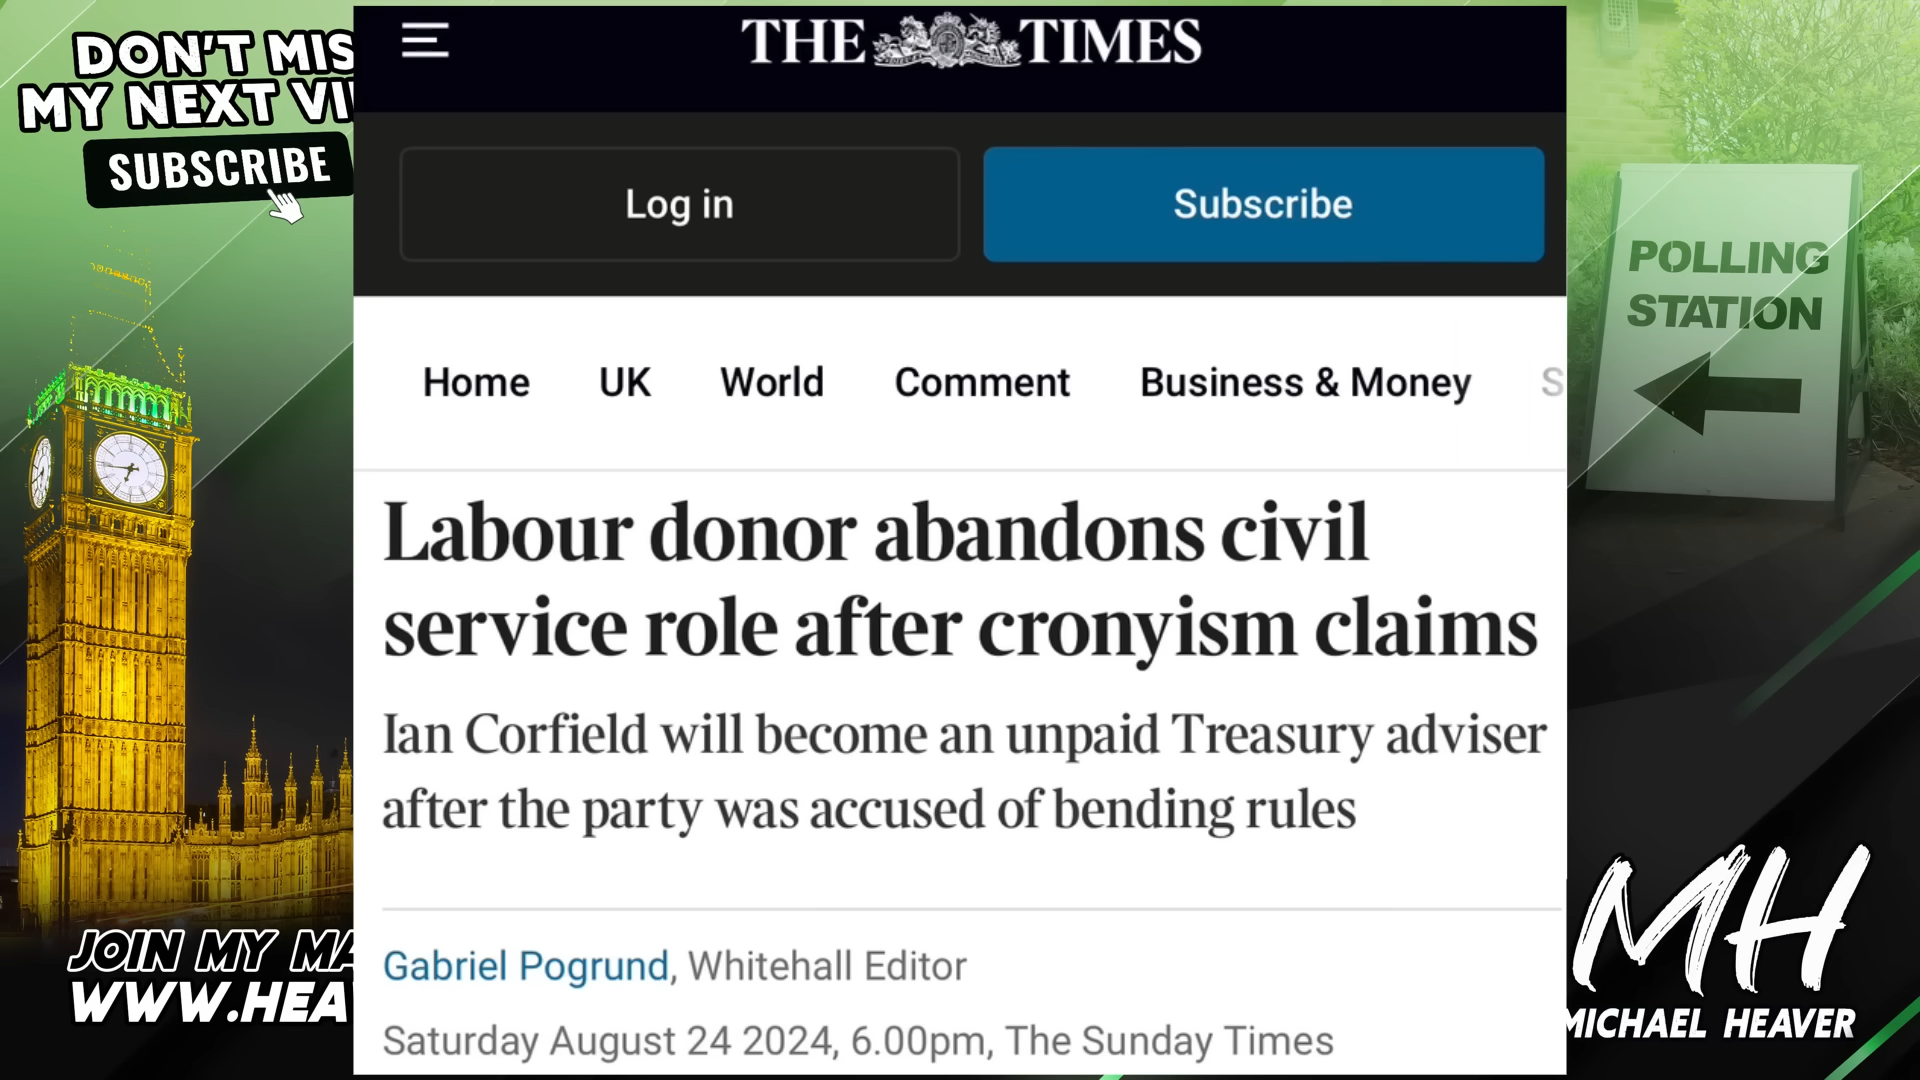 DON'T MIS
MY NEXT VI
SUBSCRIBE
THE TIMES
Log in
Subscribe
Home UK World Comment Business & Money S
Labour donor abandons civil
service role after cronyism claims
Ian Corfield will become an unpaid Treasury adviser
after the party was accused of bending rules
Gabriel Pogrund, Whitehall Editor
Saturday August 24 2024, 6.00pm, The Sunday Times
POLLING
STATION
JOIN MY MA
WWW.HEA
MH
MICHAEL HEAVER